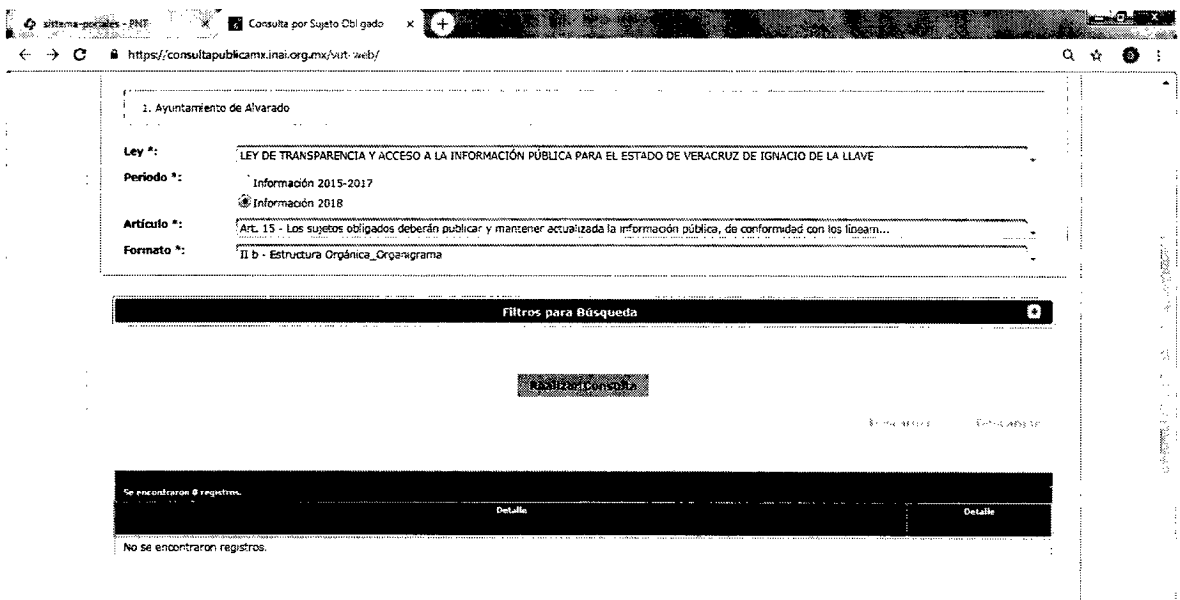 sistema-portales - PNT
Consulta por Sujeto Obligado
https://consultapublicamx.inai.org.mx/vut-web/
1. Ayuntamiento de Alvarado
Ley *:
LEY DE TRANSPARENCIA Y ACCESO A LA INFORMACIÓN PÚBLICA PARA EL ESTADO DE VERACRUZ DE IGNACIO DE LA LLAVE
Periodo *:
Información 2015-2017
Información 2018
Artículo *:
Art. 15 - Los sujetos obligados deberán publicar y mantener actualizada la información pública, de conformidad con los lineam...
Formato *:
II b - Estructura Orgánica_Organigrama
Filtros para Búsqueda
Realizar Consulta
Descargar
Se encontraron 0 registros.
Detalle
Detalle
No se encontraron registros.